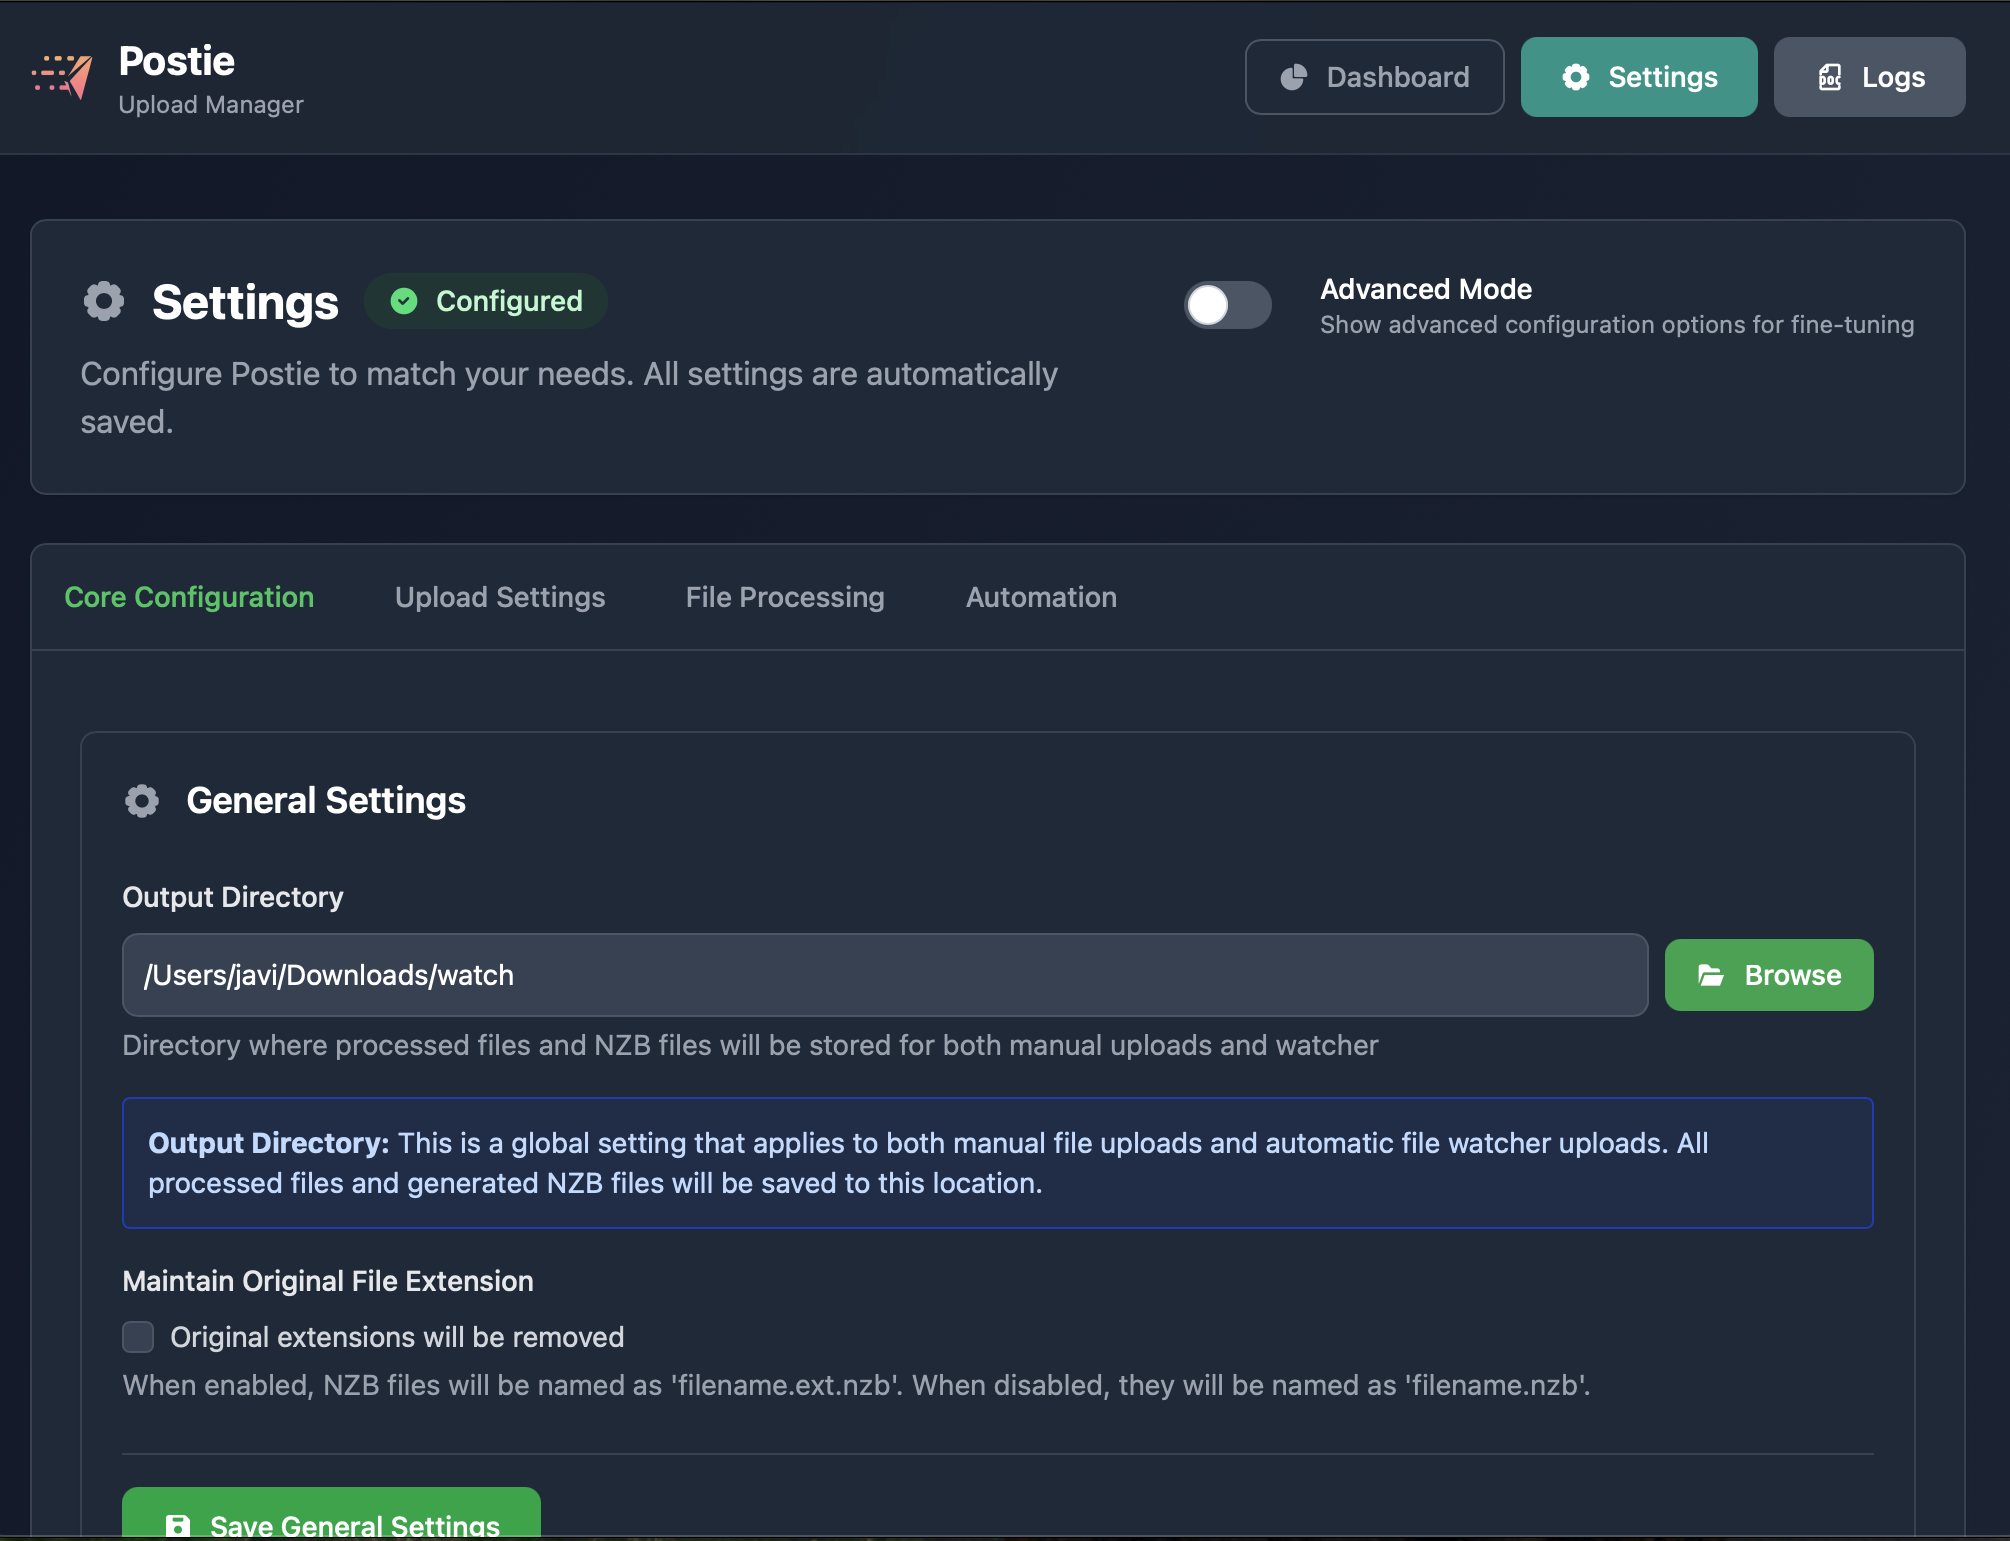 Postie
Upload Manager
Dashboard
Settings
DOC
Logs
Settings
Configured
Advanced Mode
Show advanced configuration options for fine-tuning
Configure Postie to match your needs. All settings are automatically
saved.
Core Configuration
Upload Settings
File Processing
Automation
General Settings
Output Directory
/Users/javi/Downloads/watch
Browse
Directory where processed files and NZB files will be stored for both manual uploads and watcher
Output Directory: This is a global setting that applies to both manual file uploads and automatic file watcher uploads. All
processed files and generated NZB files will be saved to this location.
Maintain Original File Extension
Original extensions will be removed
When enabled, NZB files will be named as 'filename.ext.nzb'. When disabled, they will be named as 'filename.nzb'.
Save General Settings